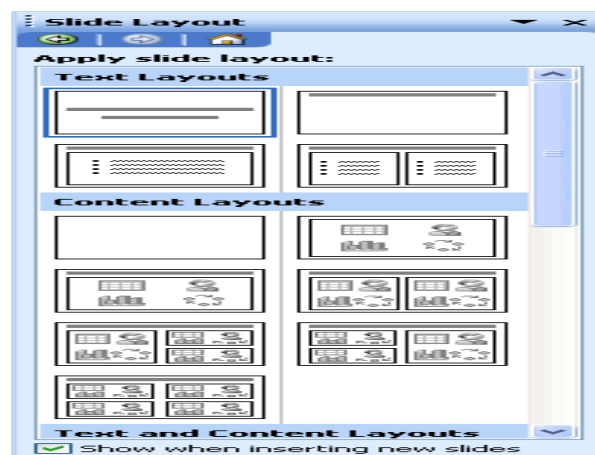 Slide Layout
Apply slide layout:
Text Layouts
Content Layouts
Text and Content Layouts
Show when inserting new slides